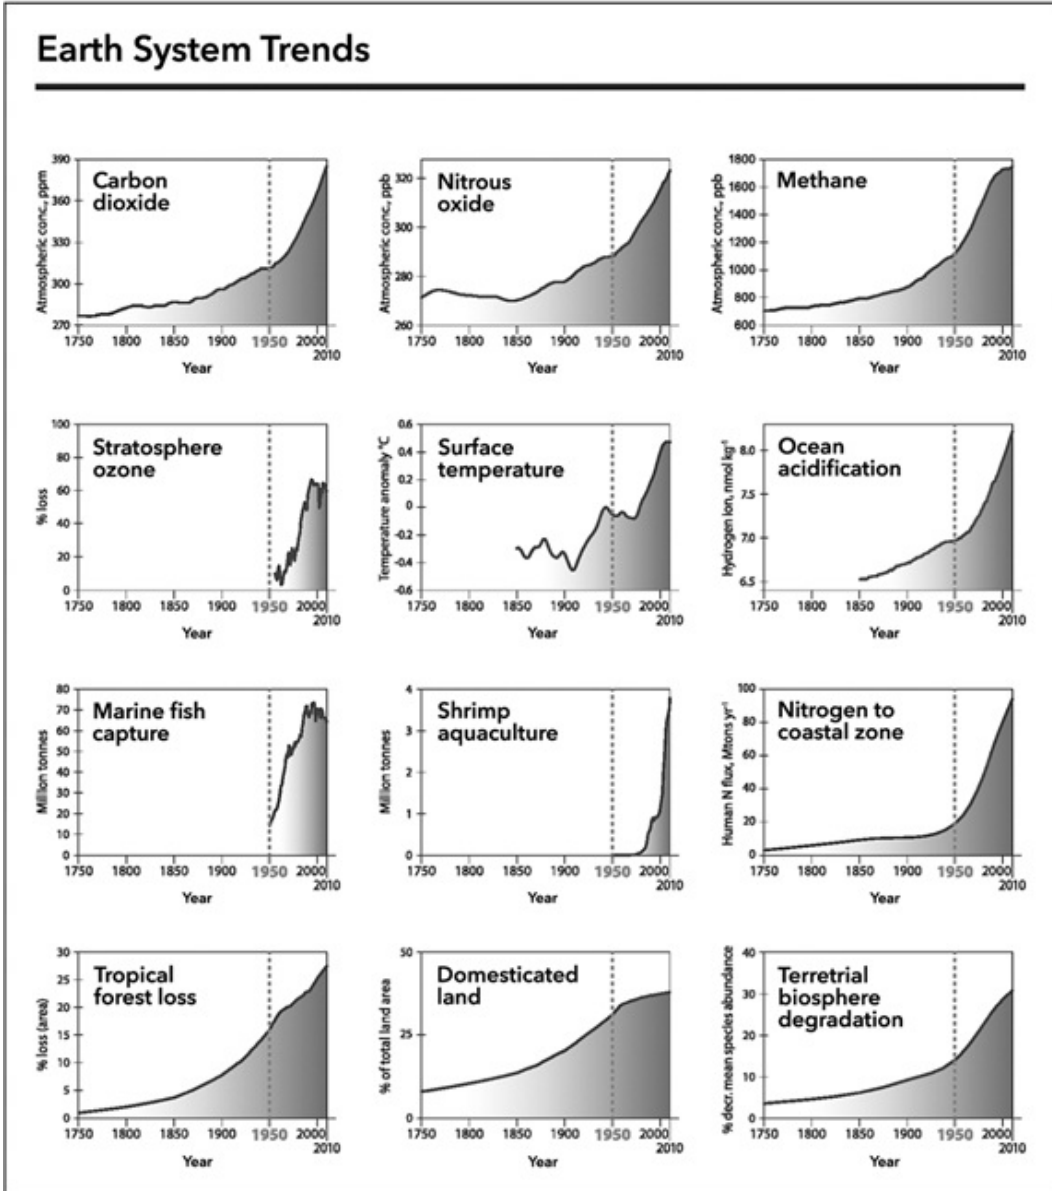 Earth System Trends
Carbon
dioxide
Atmospheric conc., ppm
390
360
330
300
270
1750 1800 1850 1900 1950 2000
2010
Year
Nitrous
oxide
Atmospheric conc., ppb
320
300
280
260
1750 1800 1850 1900 1950 2000
2010
Year
Methane
Atmospheric conc., ppb
1800
1600
1400
1200
1000
800
600
1750 1800 1850 1900 1950 2000
2010
Year
Stratosphere
ozone
% loss
100
80
60
40
20
0
1750 1800 1850 1900 1950 2000
2010
Year
Surface
temperature
Temperature anomaly °C
0.6
0.4
0.2
0
-0.2
-0.4
-0.6
1750 1800 1850 1900 1950 2000
2010
Year
Ocean
acidification
Hydrogen ion, nmol kg⁻¹
8.0
7.5
7.0
6.5
1750 1800 1850 1900 1950 2000
2010
Year
Marine fish
capture
Million tonnes
80
70
60
50
40
30
20
10
0
1750 1800 1850 1900 1950 2000
2010
Year
Shrimp
aquaculture
Million tonnes
4
3
2
1
0
1750 1800 1850 1900 1950 2000
2010
Year
Nitrogen to
coastal zone
Human N flux, Mtons yr⁻¹
100
80
60
40
20
0
1750 1800 1850 1900 1950 2000
2010
Year
Tropical
forest loss
% loss (area)
30
25
20
15
10
5
0
1750 1800 1850 1900 1950 2000
2010
Year
Domesticated
land
% of total land area
50
25
0
1750 1800 1850 1900 1950 2000
2010
Year
Terretrial
biosphere
degradation
% decr. mean species abundance
40
30
20
10
0
1750 1800 1850 1900 1950 2000
2010
Year